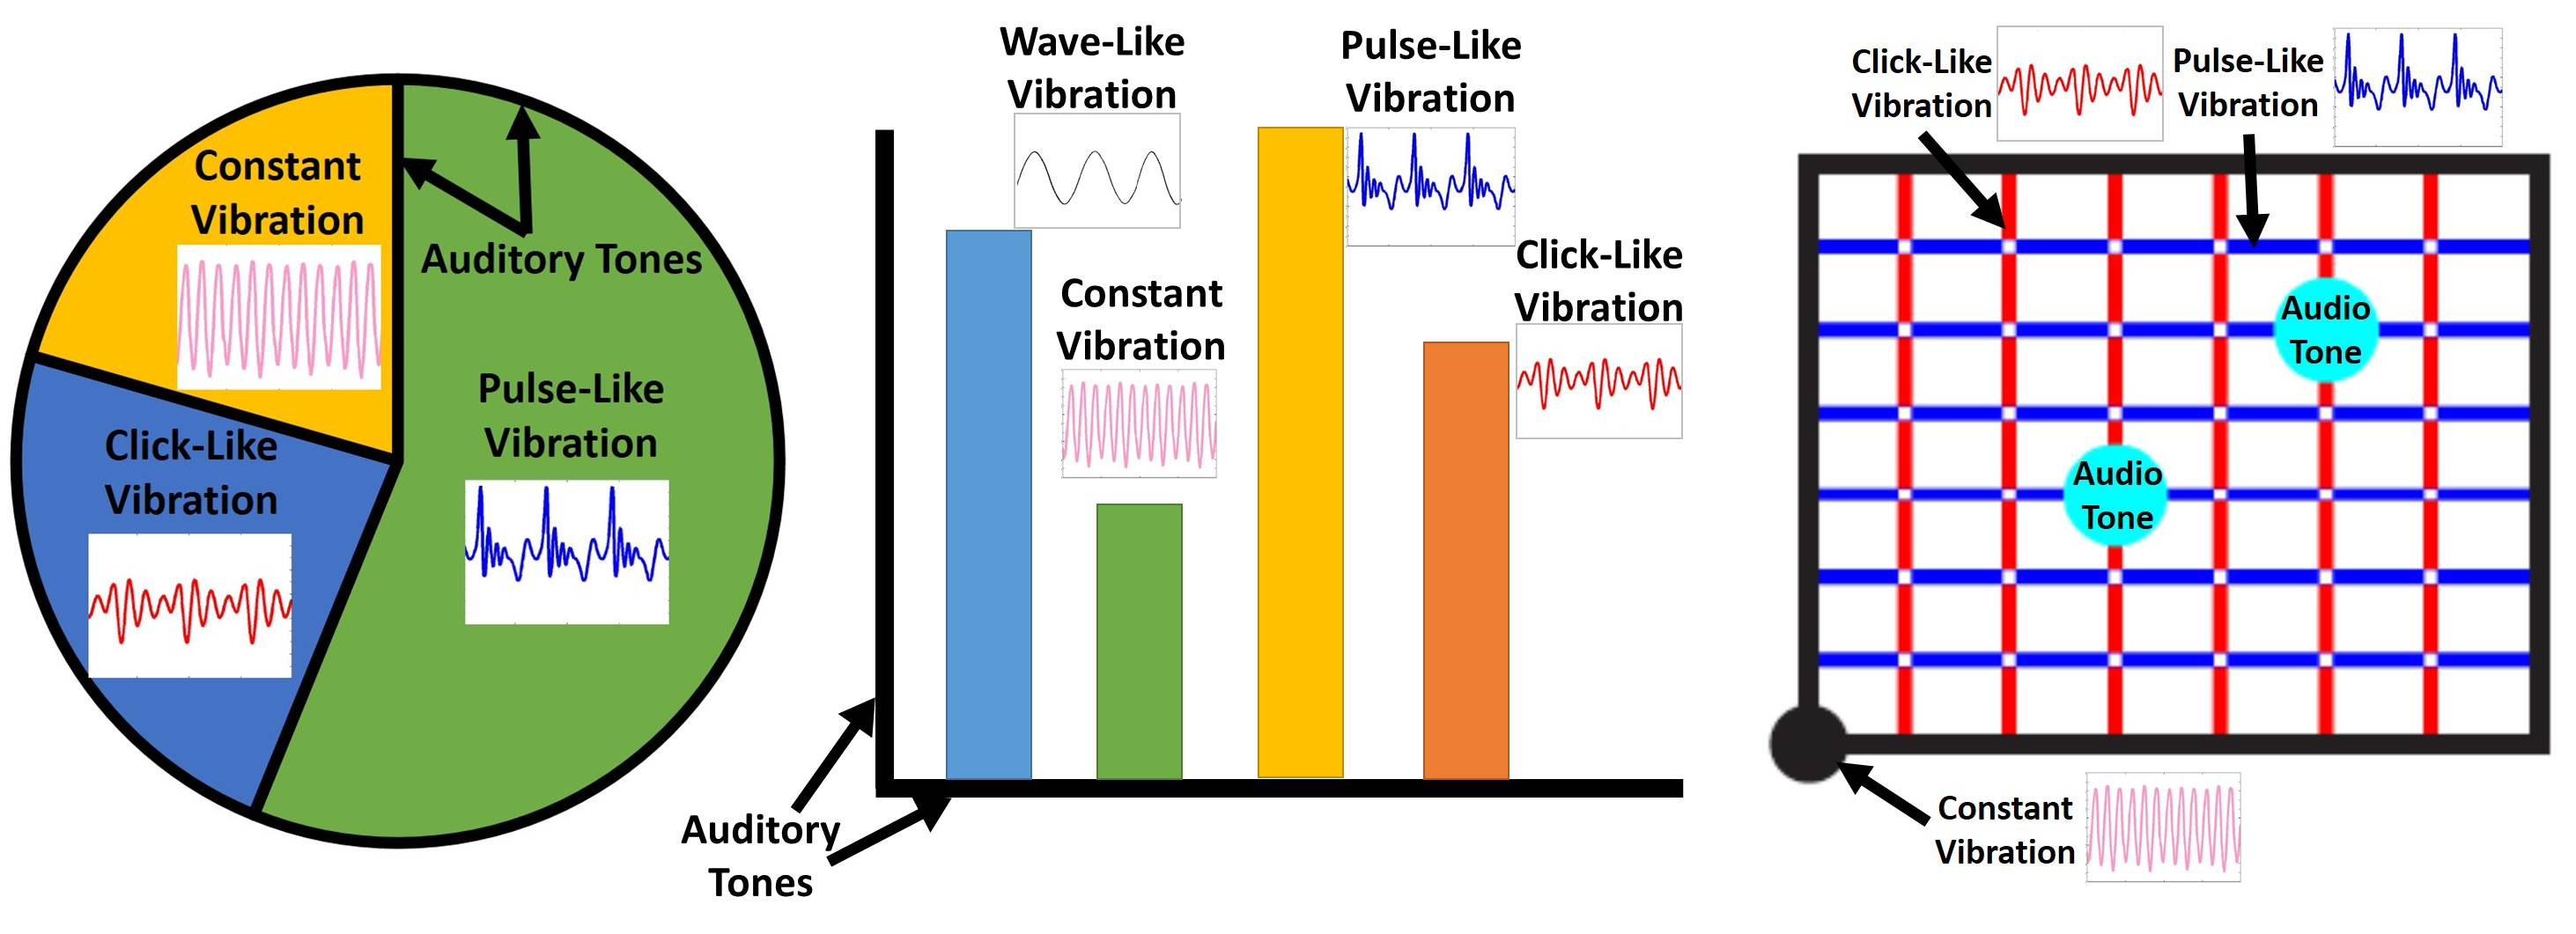 Constant
Vibration
Auditory Tones
Pulse-Like
Vibration
Click-Like
Vibration
Wave-Like
Vibration
Pulse-Like
Vibration
Click-Like
Vibration
Constant
Vibration
Auditory
Tones
Click-Like
Vibration
Pulse-Like
Vibration
Audio
Tone
Audio
Tone
Constant
Vibration